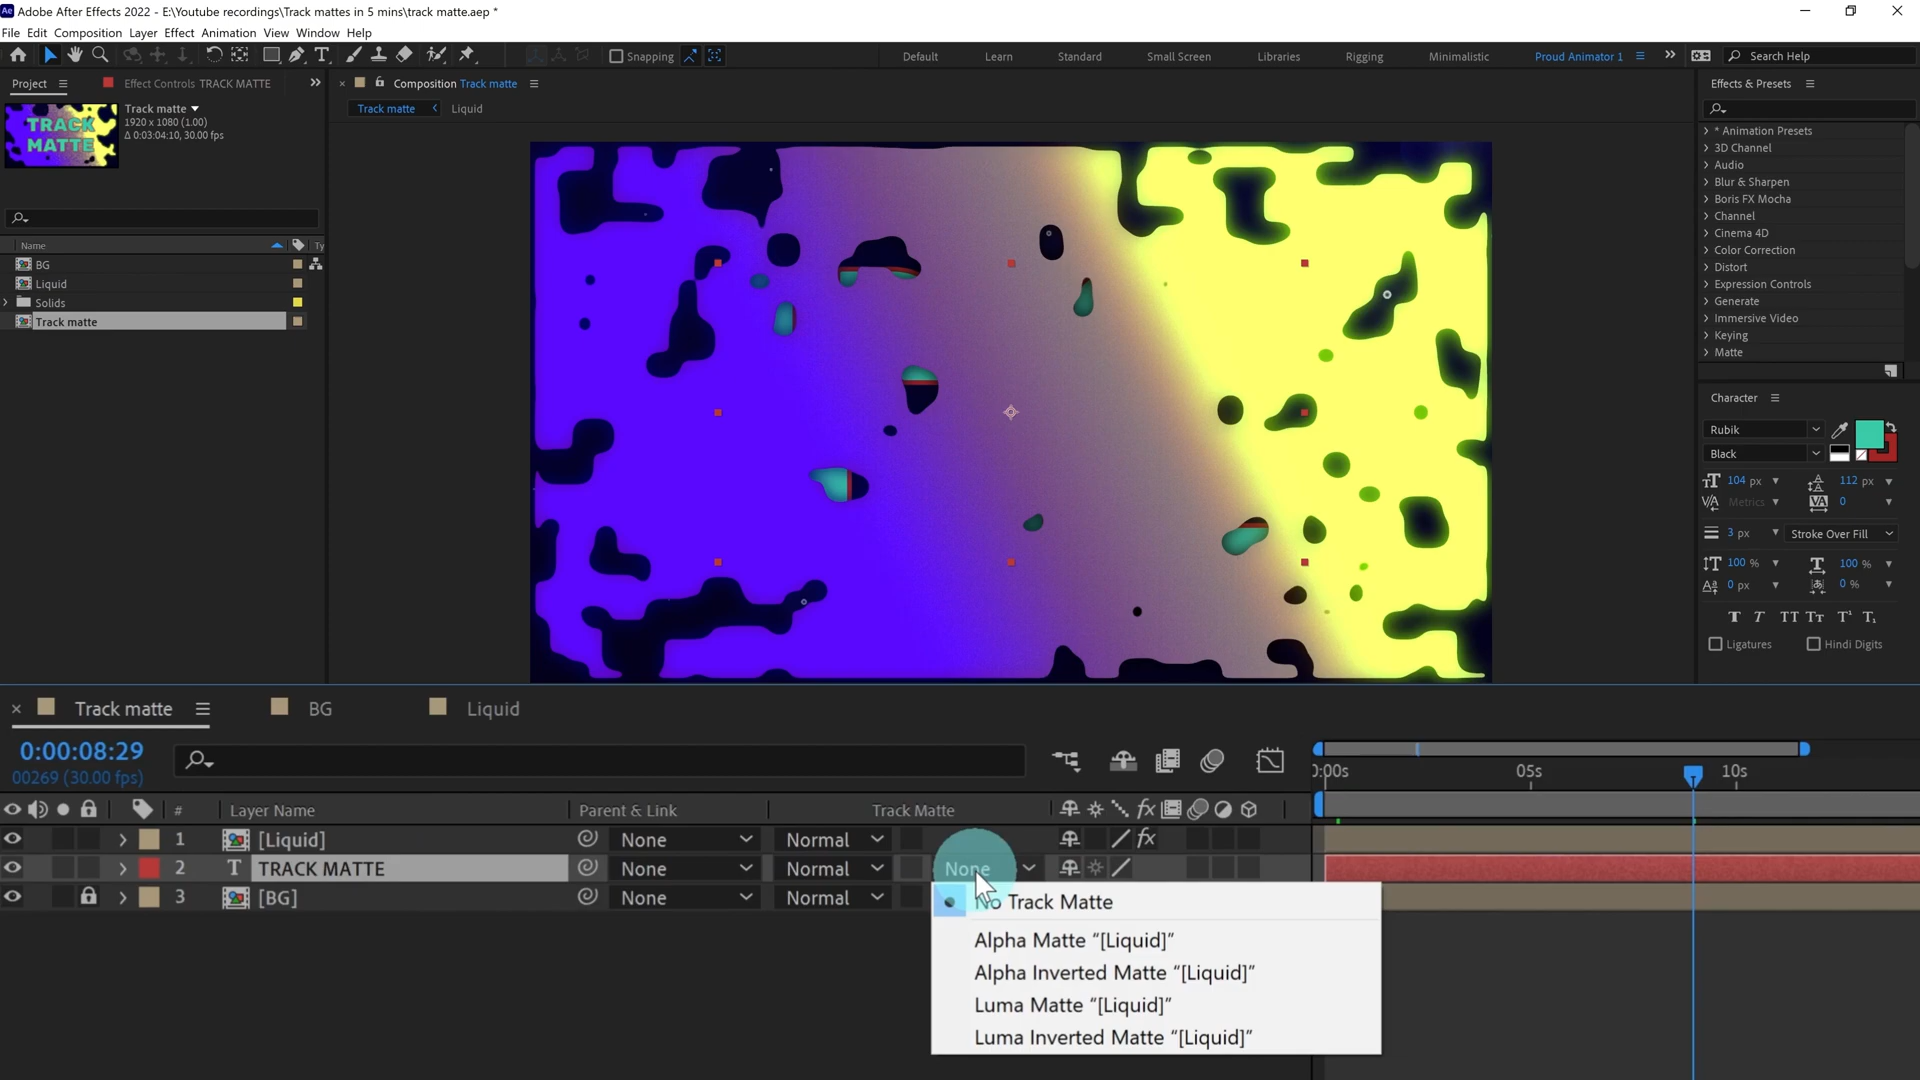 Ae Adobe After Effects 2022 - E:\Youtube recordings\Track mattes in 5 mins\track matte.aep *
File Edit Composition Layer Effect Animation View Window Help
Snapping Default Learn Standard Small Screen Libraries Rigging Minimalistic Proud Animator 1 Search Help
Project Effect Controls TRACK MATTE
Composition Track matte
Effects & Presets
Track matte
1920 x 1080 (1.00)
Δ 0:03:04:10, 30.00 fps
TRACK
MATTE
Track matte Liquid
Name Ty
BG
Liquid
Solids
Track matte
* Animation Presets
3D Channel
Audio
Blur & Sharpen
Boris FX Mocha
Channel
Cinema 4D
Color Correction
Distort
Expression Controls
Generate
Immersive Video
Keying
Matte
Character
Rubik
Black
104 px 112 px
Metrics 0
3 px Stroke Over Fill
100 % 100 %
0 px 0 %
Ligatures Hindi Digits
Track matte BG Liquid
0:00:08:29
00269 (30.00 fps)
0:00s 05s 10s
# Layer Name Parent & Link Track Matte
1 [Liquid] None Normal
2 T TRACK MATTE None Normal None
3 [BG] None Normal
No Track Matte
Alpha Matte “[Liquid]”
Alpha Inverted Matte “[Liquid]”
Luma Matte “[Liquid]”
Luma Inverted Matte “[Liquid]”